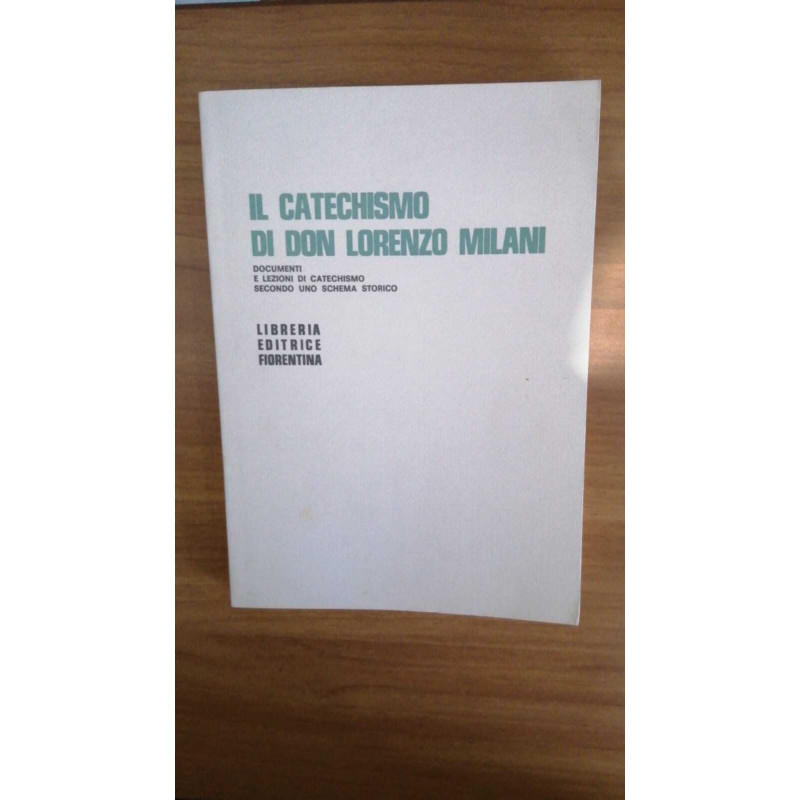 IL CATECHISMO
DI DON LORENZO MILANI
DOCUMENTI
E LEZIONI DI CATECHISMO
SECONDO UNO SCHEMA STORICO
LIBRERIA
EDITRICE
FIORENTINA